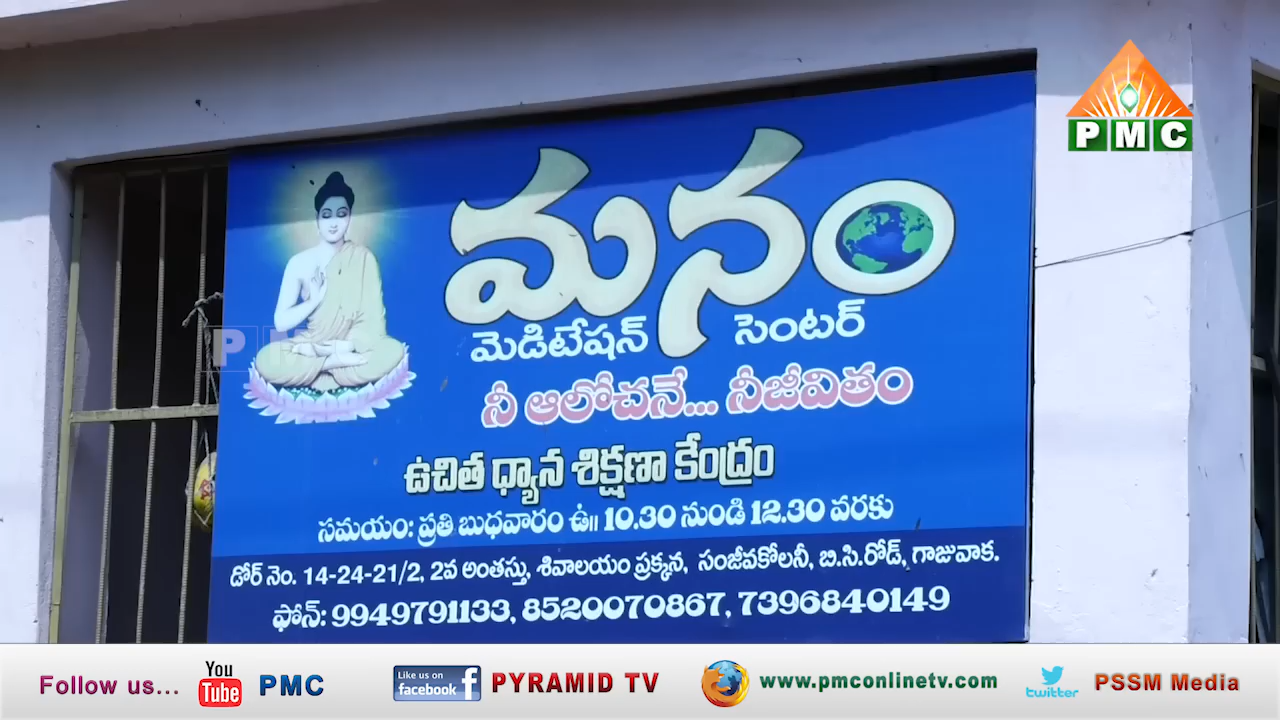 PMC
మనం
మెడిటేషన్ సెంటర్
నీ ఆలోచనే... నీజీవితం
ఉచిత ధ్యాన శిక్షణా కేంద్రం
సమయం: ప్రతి బుధవారం ఉ॥ 10.30 నుండి 12.30 వరకు
డోర్ నెం. 14-24-21/2, 2వ అంతస్తు, శివాలయం ప్రక్కన, సంజీవకోలనీ, బి.సి.రోడ్, గాజువాక.
ఫోన్: 9949791133, 8520070867, 7396840149
Follow us... You Tube PMC Like us on facebook f PYRAMID TV www.pmconlinetv.com twitter PSSM Media